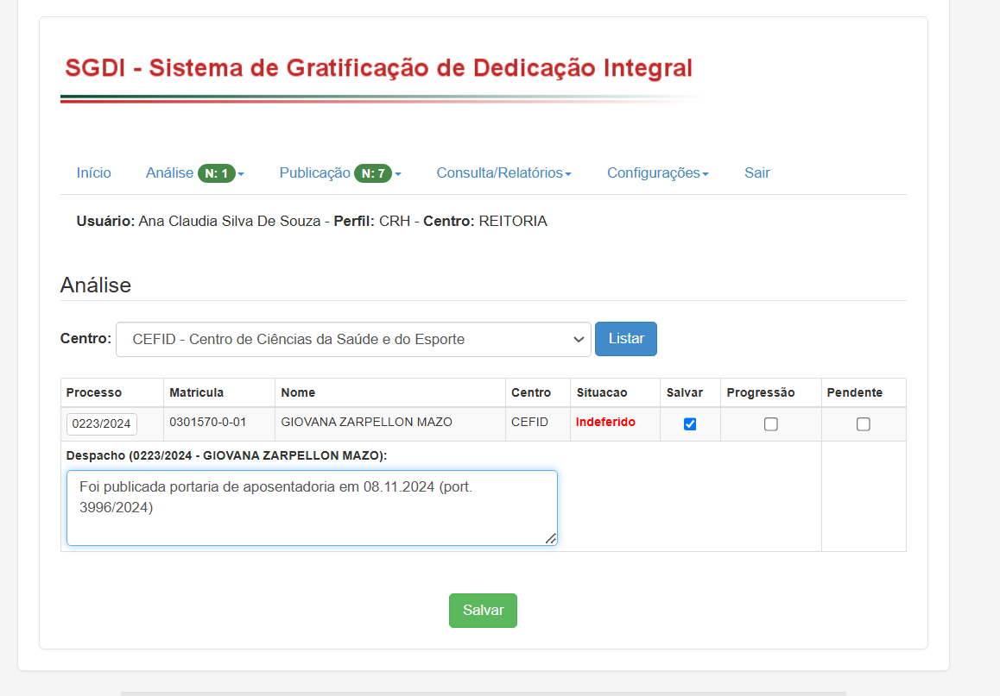 SGDI - Sistema de Gratificação de Dedicação Integral
Início Análise N: 1 Publicação N: 7 Consulta/Relatórios Configurações Sair
Usuário: Ana Claudia Silva De Souza - Perfil: CRH - Centro: REITORIA
Análise
Centro: CEFID - Centro de Ciências da Saúde e do Esporte Listar
Processo Matricula Nome Centro Situacao Salvar Progressão Pendente
0223/2024 0301570-0-01 GIOVANA ZARPELLON MAZO CEFID Indeferido
Despacho (0223/2024 - GIOVANA ZARPELLON MAZO):
Foi publicada portaria de aposentadoria em 08.11.2024 (port.
3996/2024)
Salvar